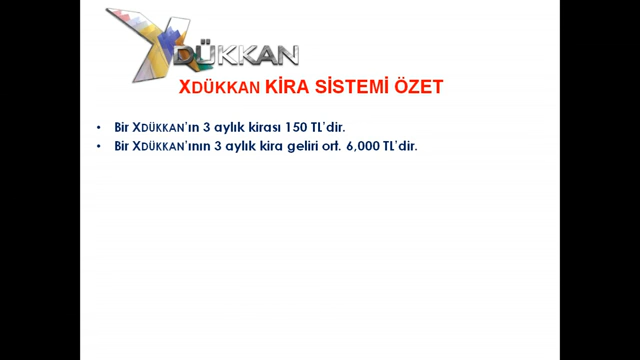 XDÜKKAN
XDÜKKAN KİRA SİSTEMİ ÖZET
• Bir XDÜKKAN'ın 3 aylık kirası 150 TL'dir.
• Bir XDÜKKAN'ının 3 aylık kira geliri ort. 6,000 TL'dir.